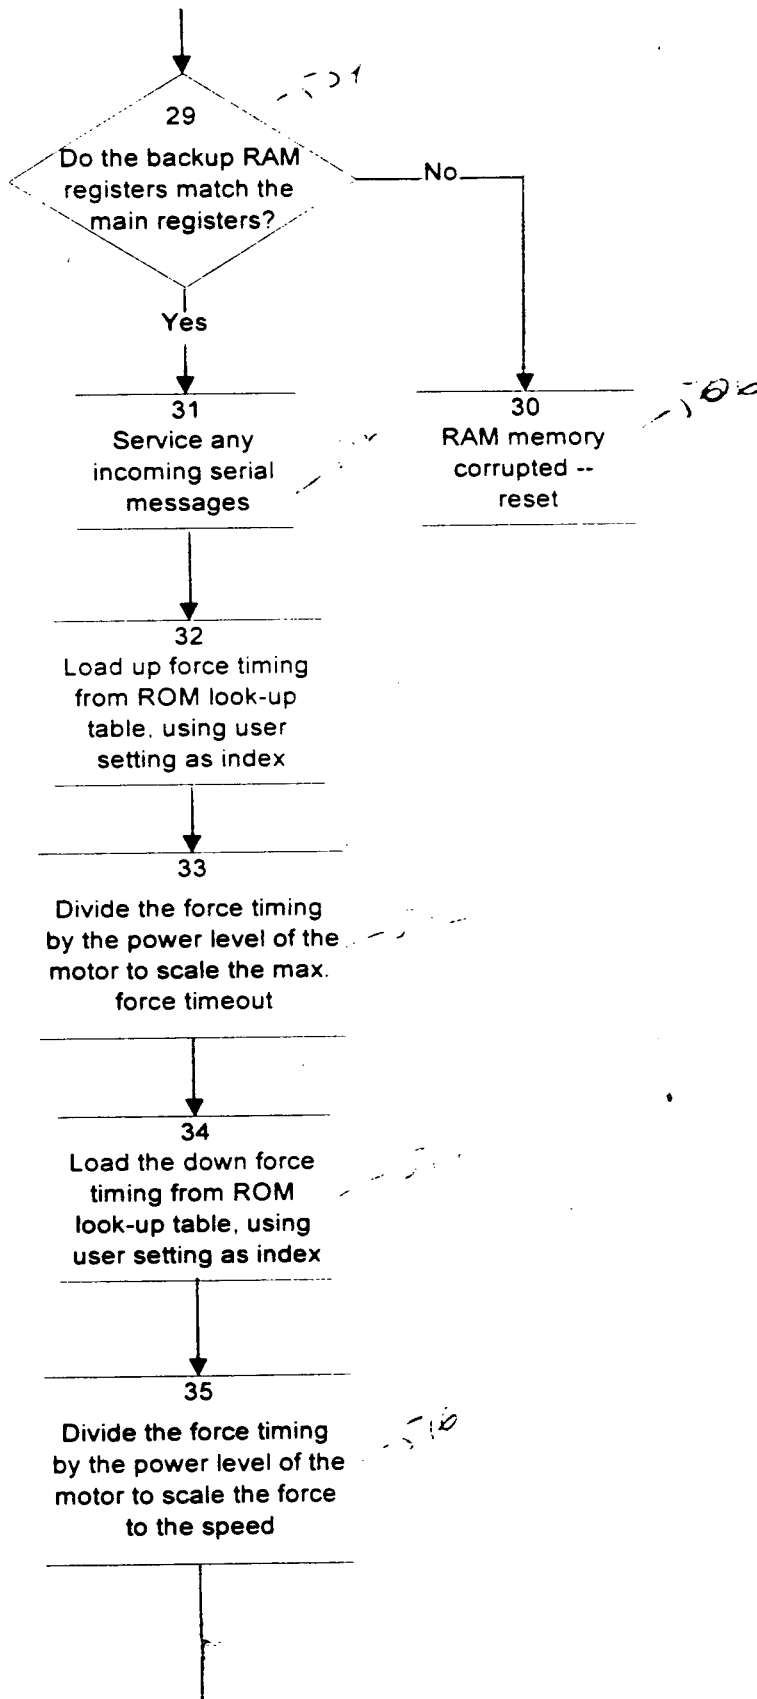 29
Do the backup RAM
registers match the
main registers?
No
Yes
31
Service any
incoming serial
messages
30
RAM memory
corrupted --
reset
32
Load up force timing
from ROM look-up
table, using user
setting as index
33
Divide the force timing
by the power level of the
motor to scale the max.
force timeout
34
Load the down force
timing from ROM
look-up table, using
user setting as index
35
Divide the force timing
by the power level of the
motor to scale the force
to the speed